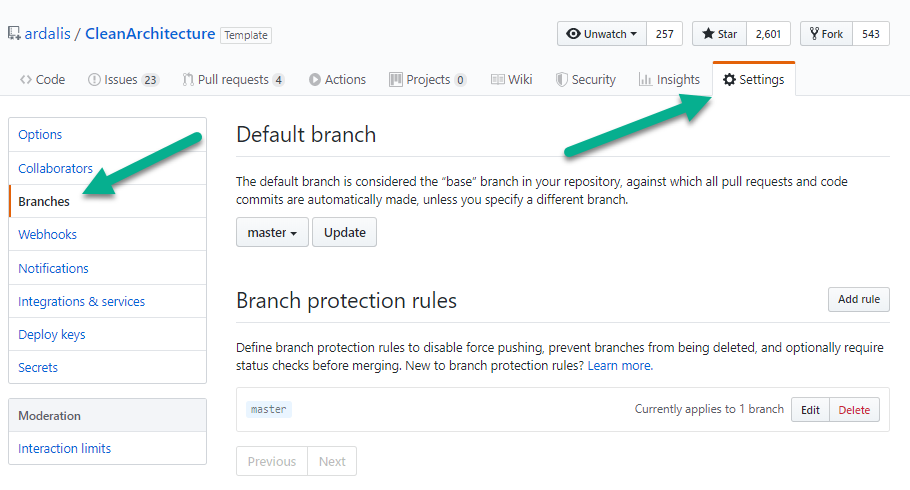 ardalis / CleanArchitecture Template
Unwatch 257 Star 2,601 Fork 543
Code Issues 23 Pull requests 4 Actions Projects 0 Wiki Security Insights Settings
Options
Collaborators
Branches
Webhooks
Notifications
Integrations & services
Deploy keys
Secrets
Moderation
Interaction limits
Default branch
The default branch is considered the “base” branch in your repository, against which all pull requests and code
commits are automatically made, unless you specify a different branch.
master Update
Branch protection rules Add rule
Define branch protection rules to disable force pushing, prevent branches from being deleted, and optionally require
status checks before merging. New to branch protection rules? Learn more.
master Currently applies to 1 branch Edit Delete
Previous Next